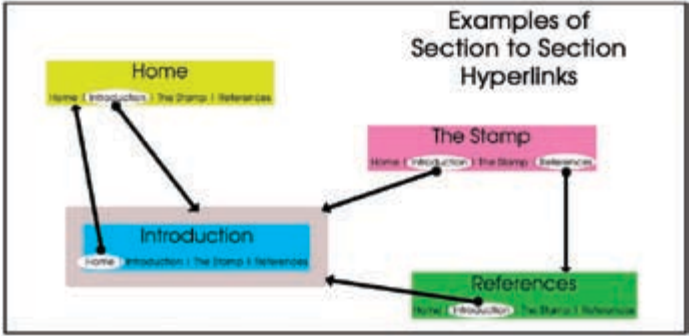 Examples of
Section to Section
Hyperlinks
Home
Home | Introduction | The Stamp | References
The Stamp
Home | Introduction | The Stamp | References
Introduction
Home | Introduction | The Stamp | References
References
Home | Introduction | The Stamp | References